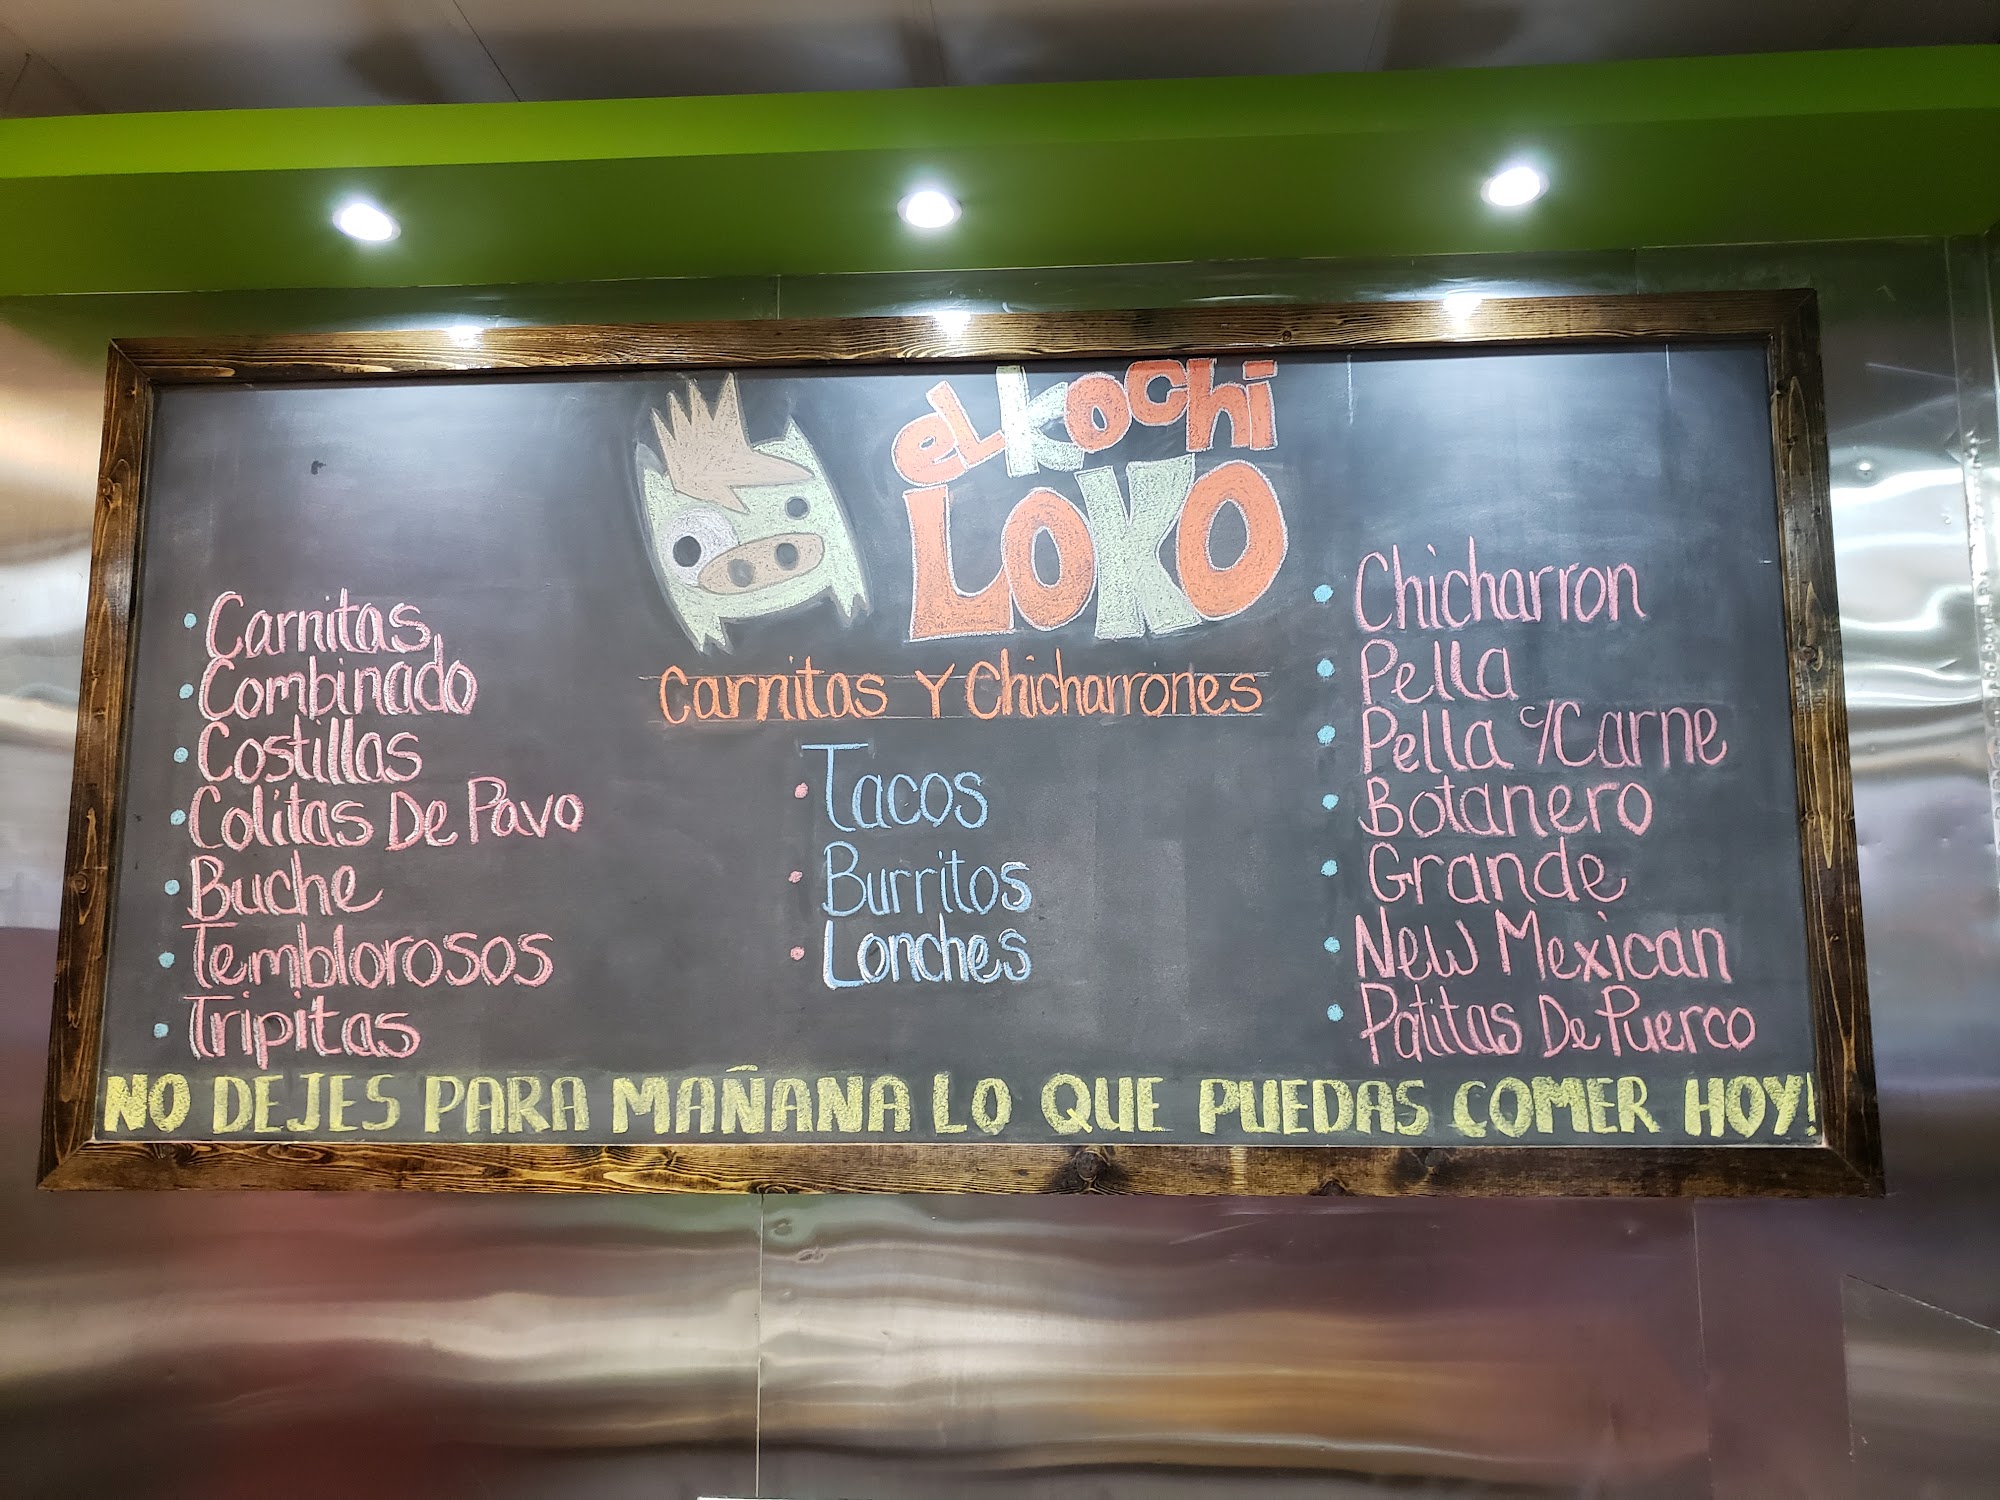 EL KOCHI
LOKO
Carnitas Y Chicharrones
• Carnitas
• Combinado
• Costillas
• Colitas De Pavo
• Buche
• Temblorosos
• Tripitas
• Tacos
• Burritos
• Lonches
• Chicharron
• Pella
• Pella c/Carne
• Botanero
• Grande
• New Mexican
• Patitas De Puerco
NO DEJES PARA MAÑANA LO QUE PUEDAS COMER HOY!